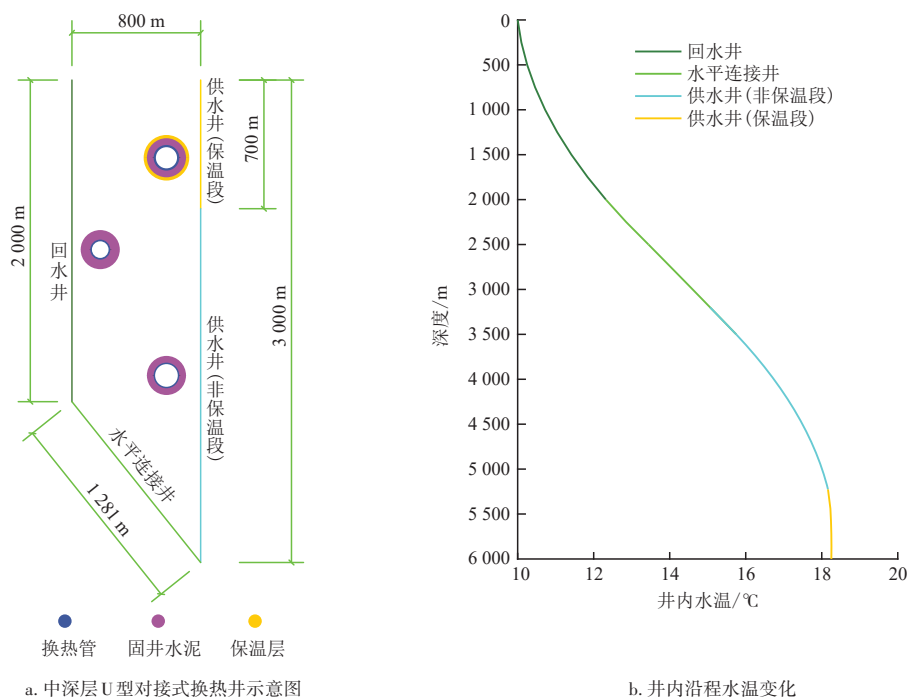 800 m
2 000 m
回水井
供水井(保温段)
700 m
3 000 m
供水井(非保温段)
水平连接井
1 281 m
换热管
固井水泥
保温层
a. 中深层U型对接式换热井示意图
0
500
1 000
1 500
2 000
2 500
3 000
3 500
4 000
4 500
5 000
5 500
6 000
深度/m
回水井
水平连接井
供水井(非保温段)
供水井(保温段)
10
12
14
16
18
20
井内水温/℃
b. 井内沿程水温变化